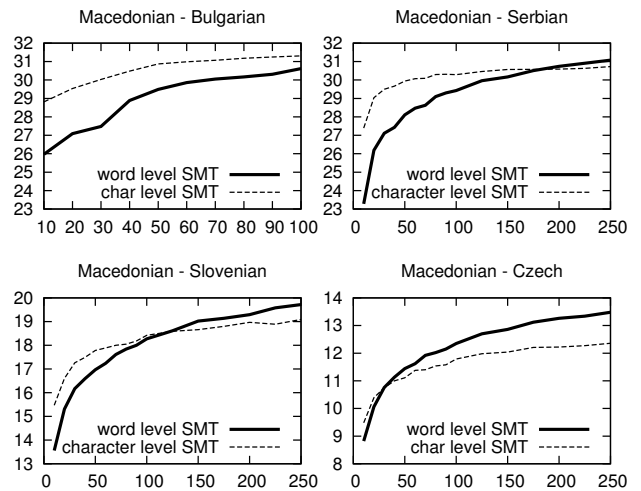 Macedonian - Bulgarian
32
31
30
29
28
27
26
25
24
23
word level SMT
char level SMT
10 20 30 40 50 60 70 80 90 100
Macedonian - Serbian
32
31
30
29
28
27
26
25
24
23
word level SMT
character level SMT
0 50 100 150 200 250
Macedonian - Slovenian
20
19
18
17
16
15
14
13
word level SMT
character level SMT
0 50 100 150 200 250
Macedonian - Czech
14
13
12
11
10
9
8
word level SMT
char level SMT
0 50 100 150 200 250